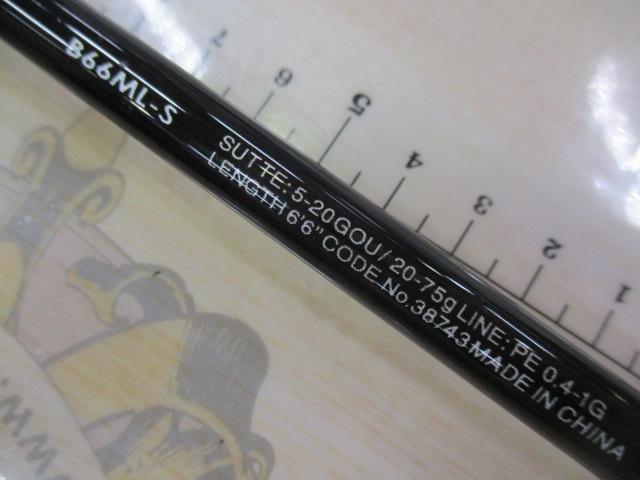 B66ML-S
SUTTE: 5-20GOU/20-75g LINE: PE 0.4-1G
LENGTH 6'6" CODE No.38743 MADE IN CHINA
7 6 5 4 3 2 1
WW.